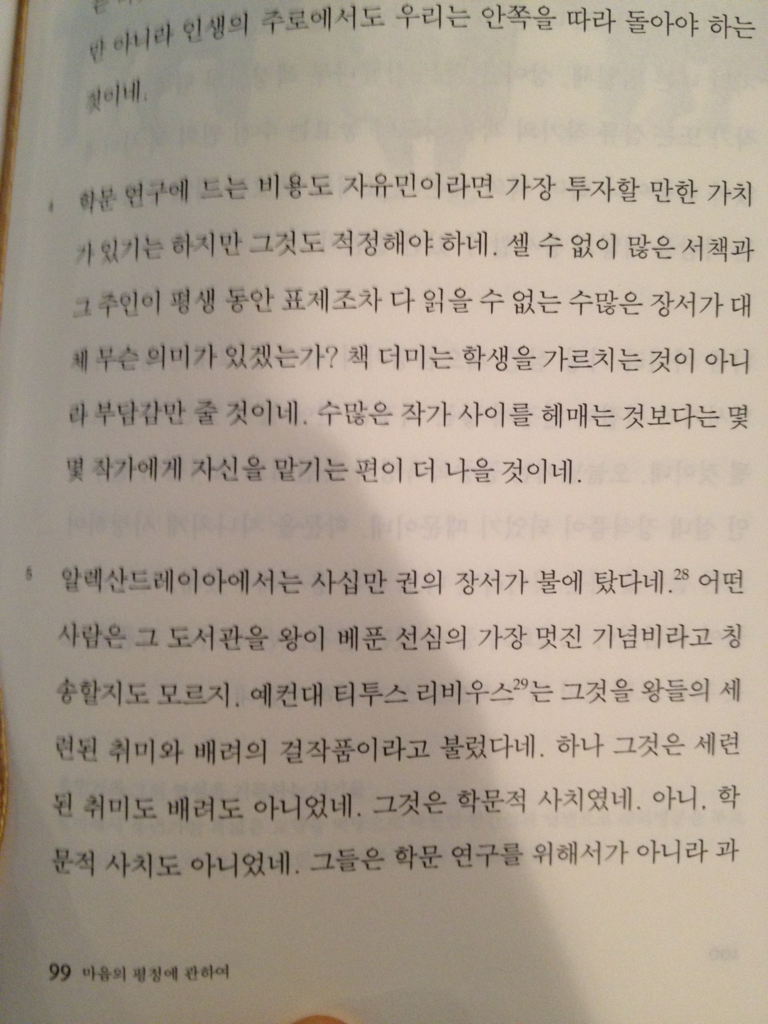 만 아니라 인생의 주로에서도 우리는 안쪽을 따라 돌아야 하는
것이네.
4 학문 연구에 드는 비용도 자유민이라면 가장 투자할 만한 가치
가 있기는 하지만 그것도 적정해야 하네. 셀 수 없이 많은 서책과
그 주인이 평생 동안 표제조차 다 읽을 수 없는 수많은 장서가 대
체 무슨 의미가 있겠는가? 책 더미는 학생을 가르치는 것이 아니
라 부담감만 줄 것이네. 수많은 작가 사이를 헤매는 것보다는 몇
몇 작가에게 자신을 맡기는 편이 더 나을 것이네.
5 알렉산드레이아에서는 사십만 권의 장서가 불에 탔다네.28 어떤
사람은 그 도서관을 왕이 베푼 선심의 가장 멋진 기념비라고 칭
송할지도 모르지. 예컨대 티투스 리비우스29는 그것을 왕들의 세
련된 취미와 배려의 걸작품이라고 불렀다네. 하나 그것은 세련
된 취미도 배려도 아니었네. 그것은 학문적 사치였네. 아니, 학
문적 사치도 아니었네. 그들은 학문 연구를 위해서가 아니라 과
99 마음의 평정에 관하여